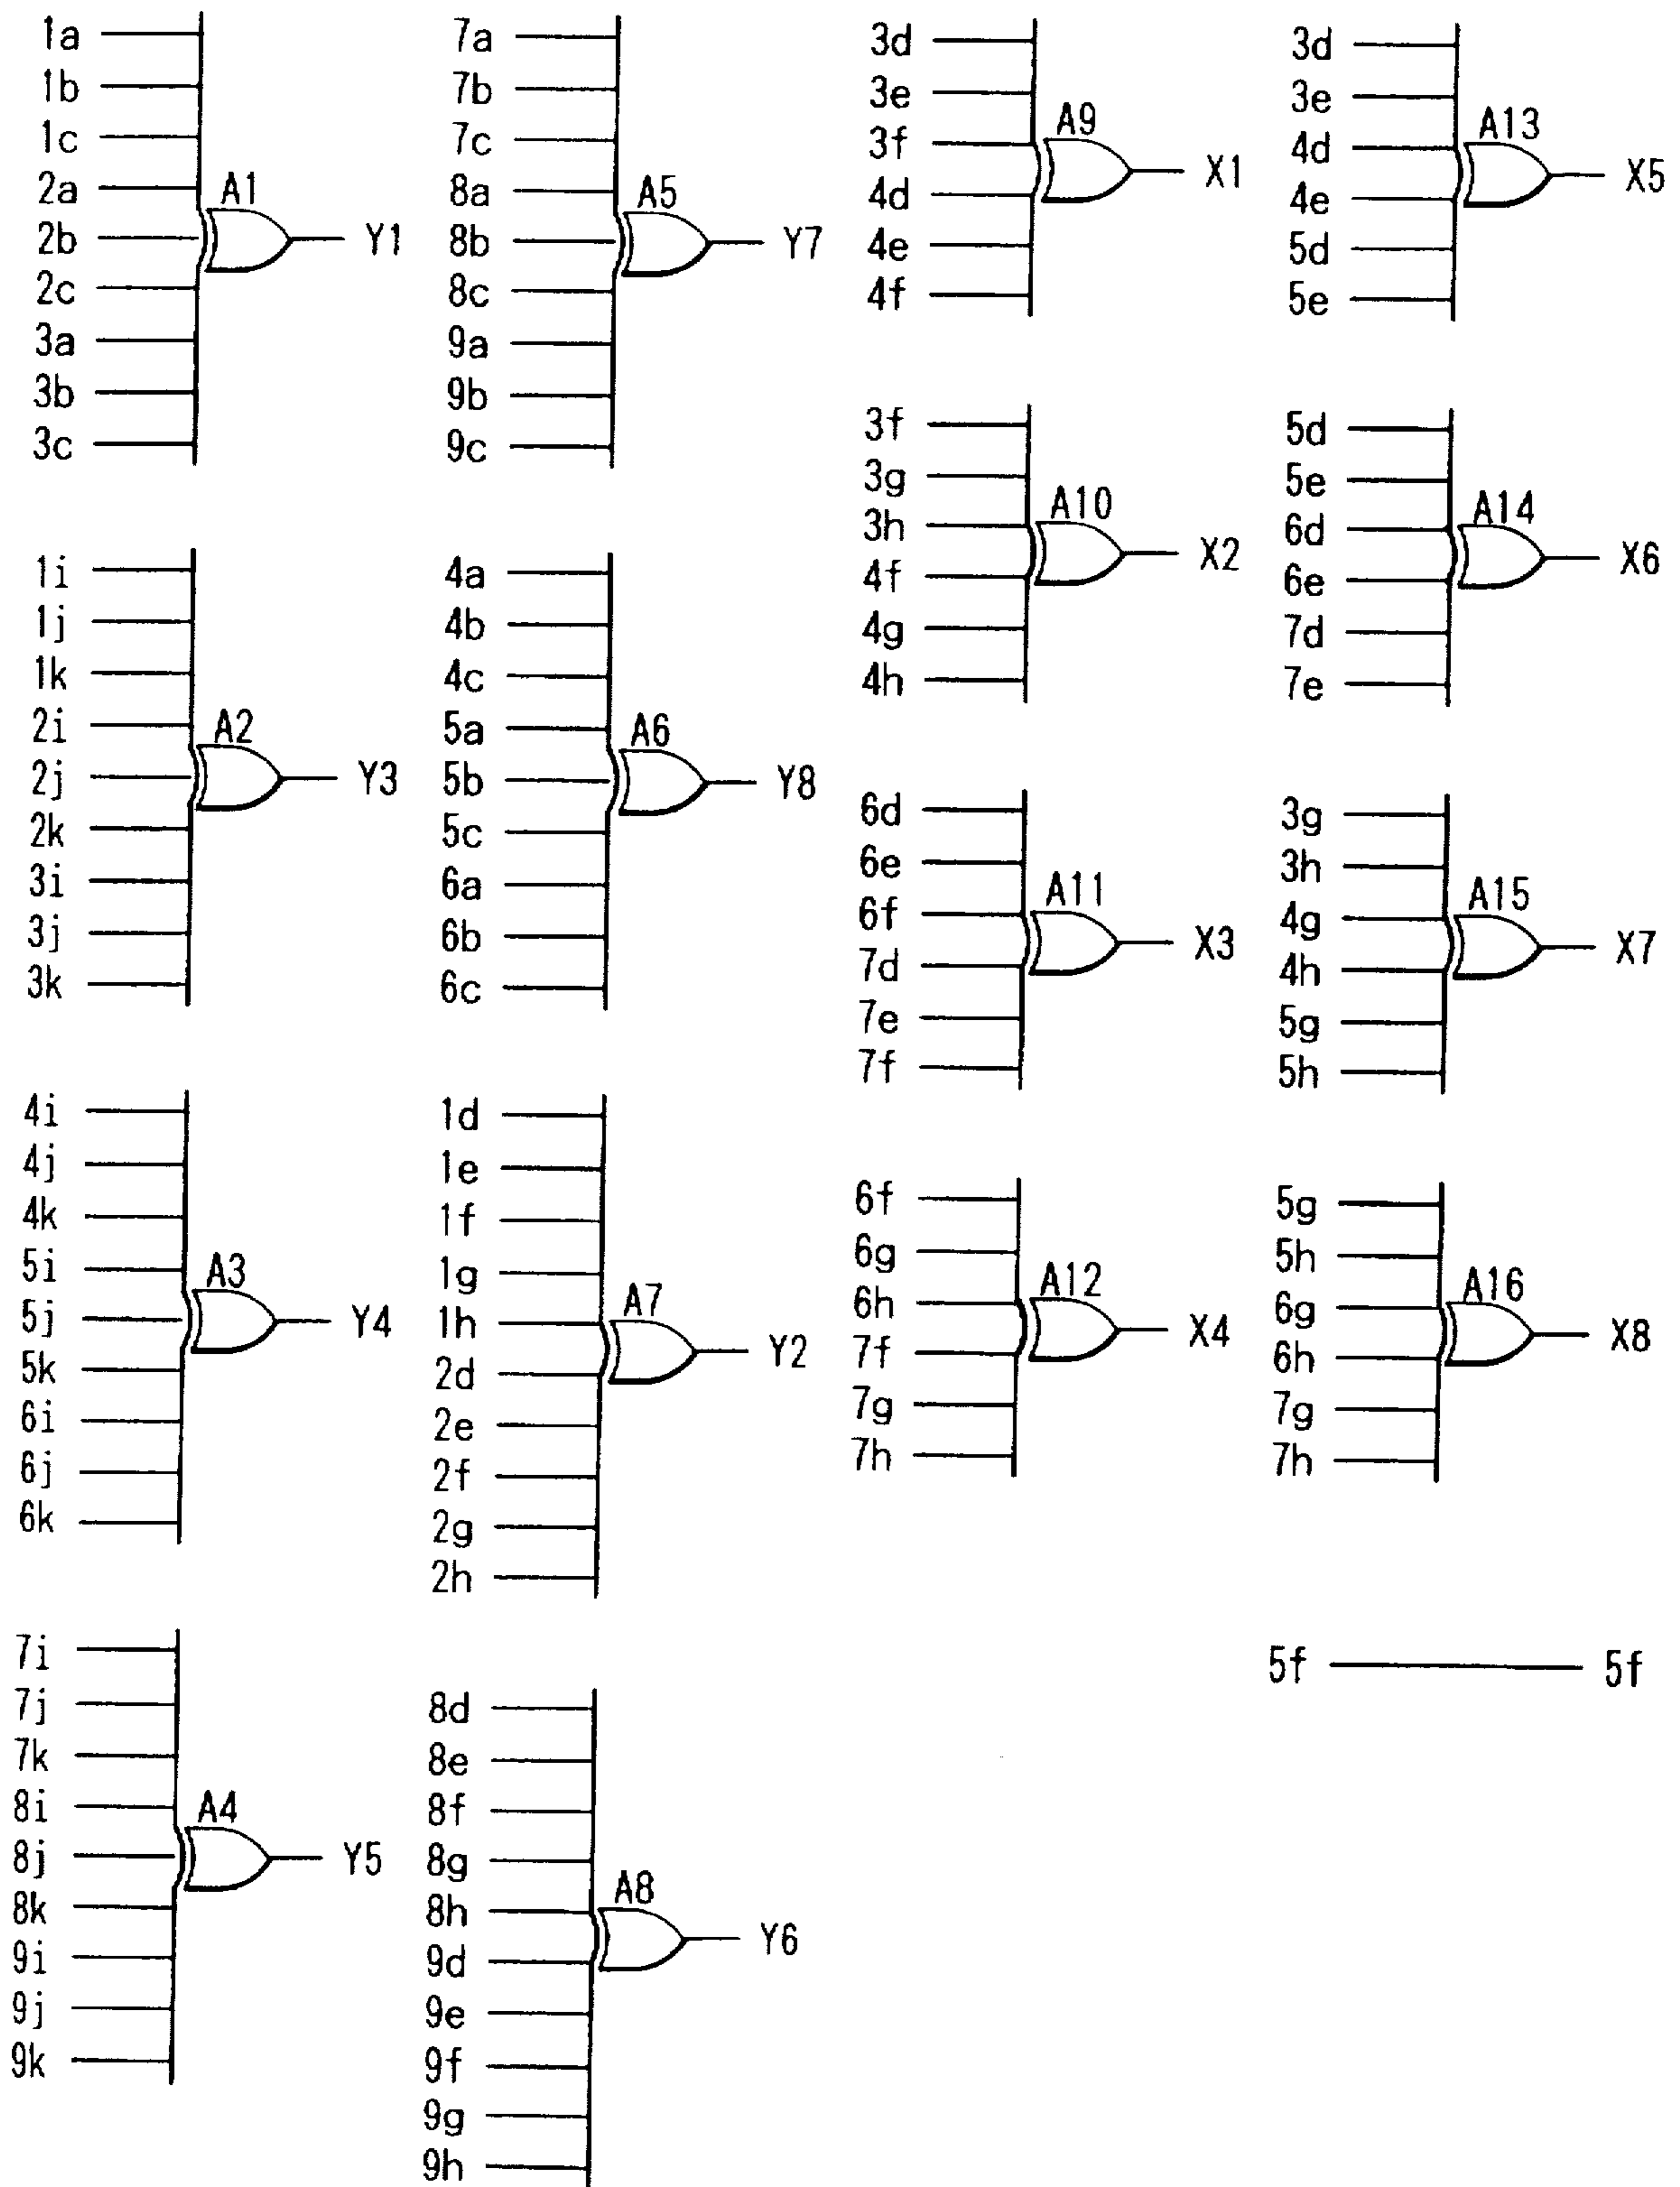 1a
1b
1c
2a
2b
2c
3a
3b
3c
A1
Y1
1i
1j
1k
2i
2j
2k
3i
3j
3k
A2
Y3
4i
4j
4k
5i
5j
5k
6i
6j
6k
A3
Y4
7i
7j
7k
8i
8j
8k
9i
9j
9k
A4
Y5
7a
7b
7c
8a
8b
8c
9a
9b
9c
A5
Y7
4a
4b
4c
5a
5b
5c
6a
6b
6c
A6
Y8
1d
1e
1f
1g
1h
2d
2e
2f
2g
2h
A7
Y2
8d
8e
8f
8g
8h
9d
9e
9f
9g
9h
A8
Y6
3d
3e
3f
4d
4e
4f
A9
X1
3f
3g
3h
4f
4g
4h
A10
X2
6d
6e
6f
7d
7e
7f
A11
X3
6f
6g
6h
7f
7g
7h
A12
X4
3d
3e
4d
4e
5d
5e
A13
X5
5d
5e
6d
6e
7d
7e
A14
X6
3g
3h
4g
4h
5g
5h
A15
X7
5g
5h
6g
6h
7g
7h
A16
X8
5f
5f